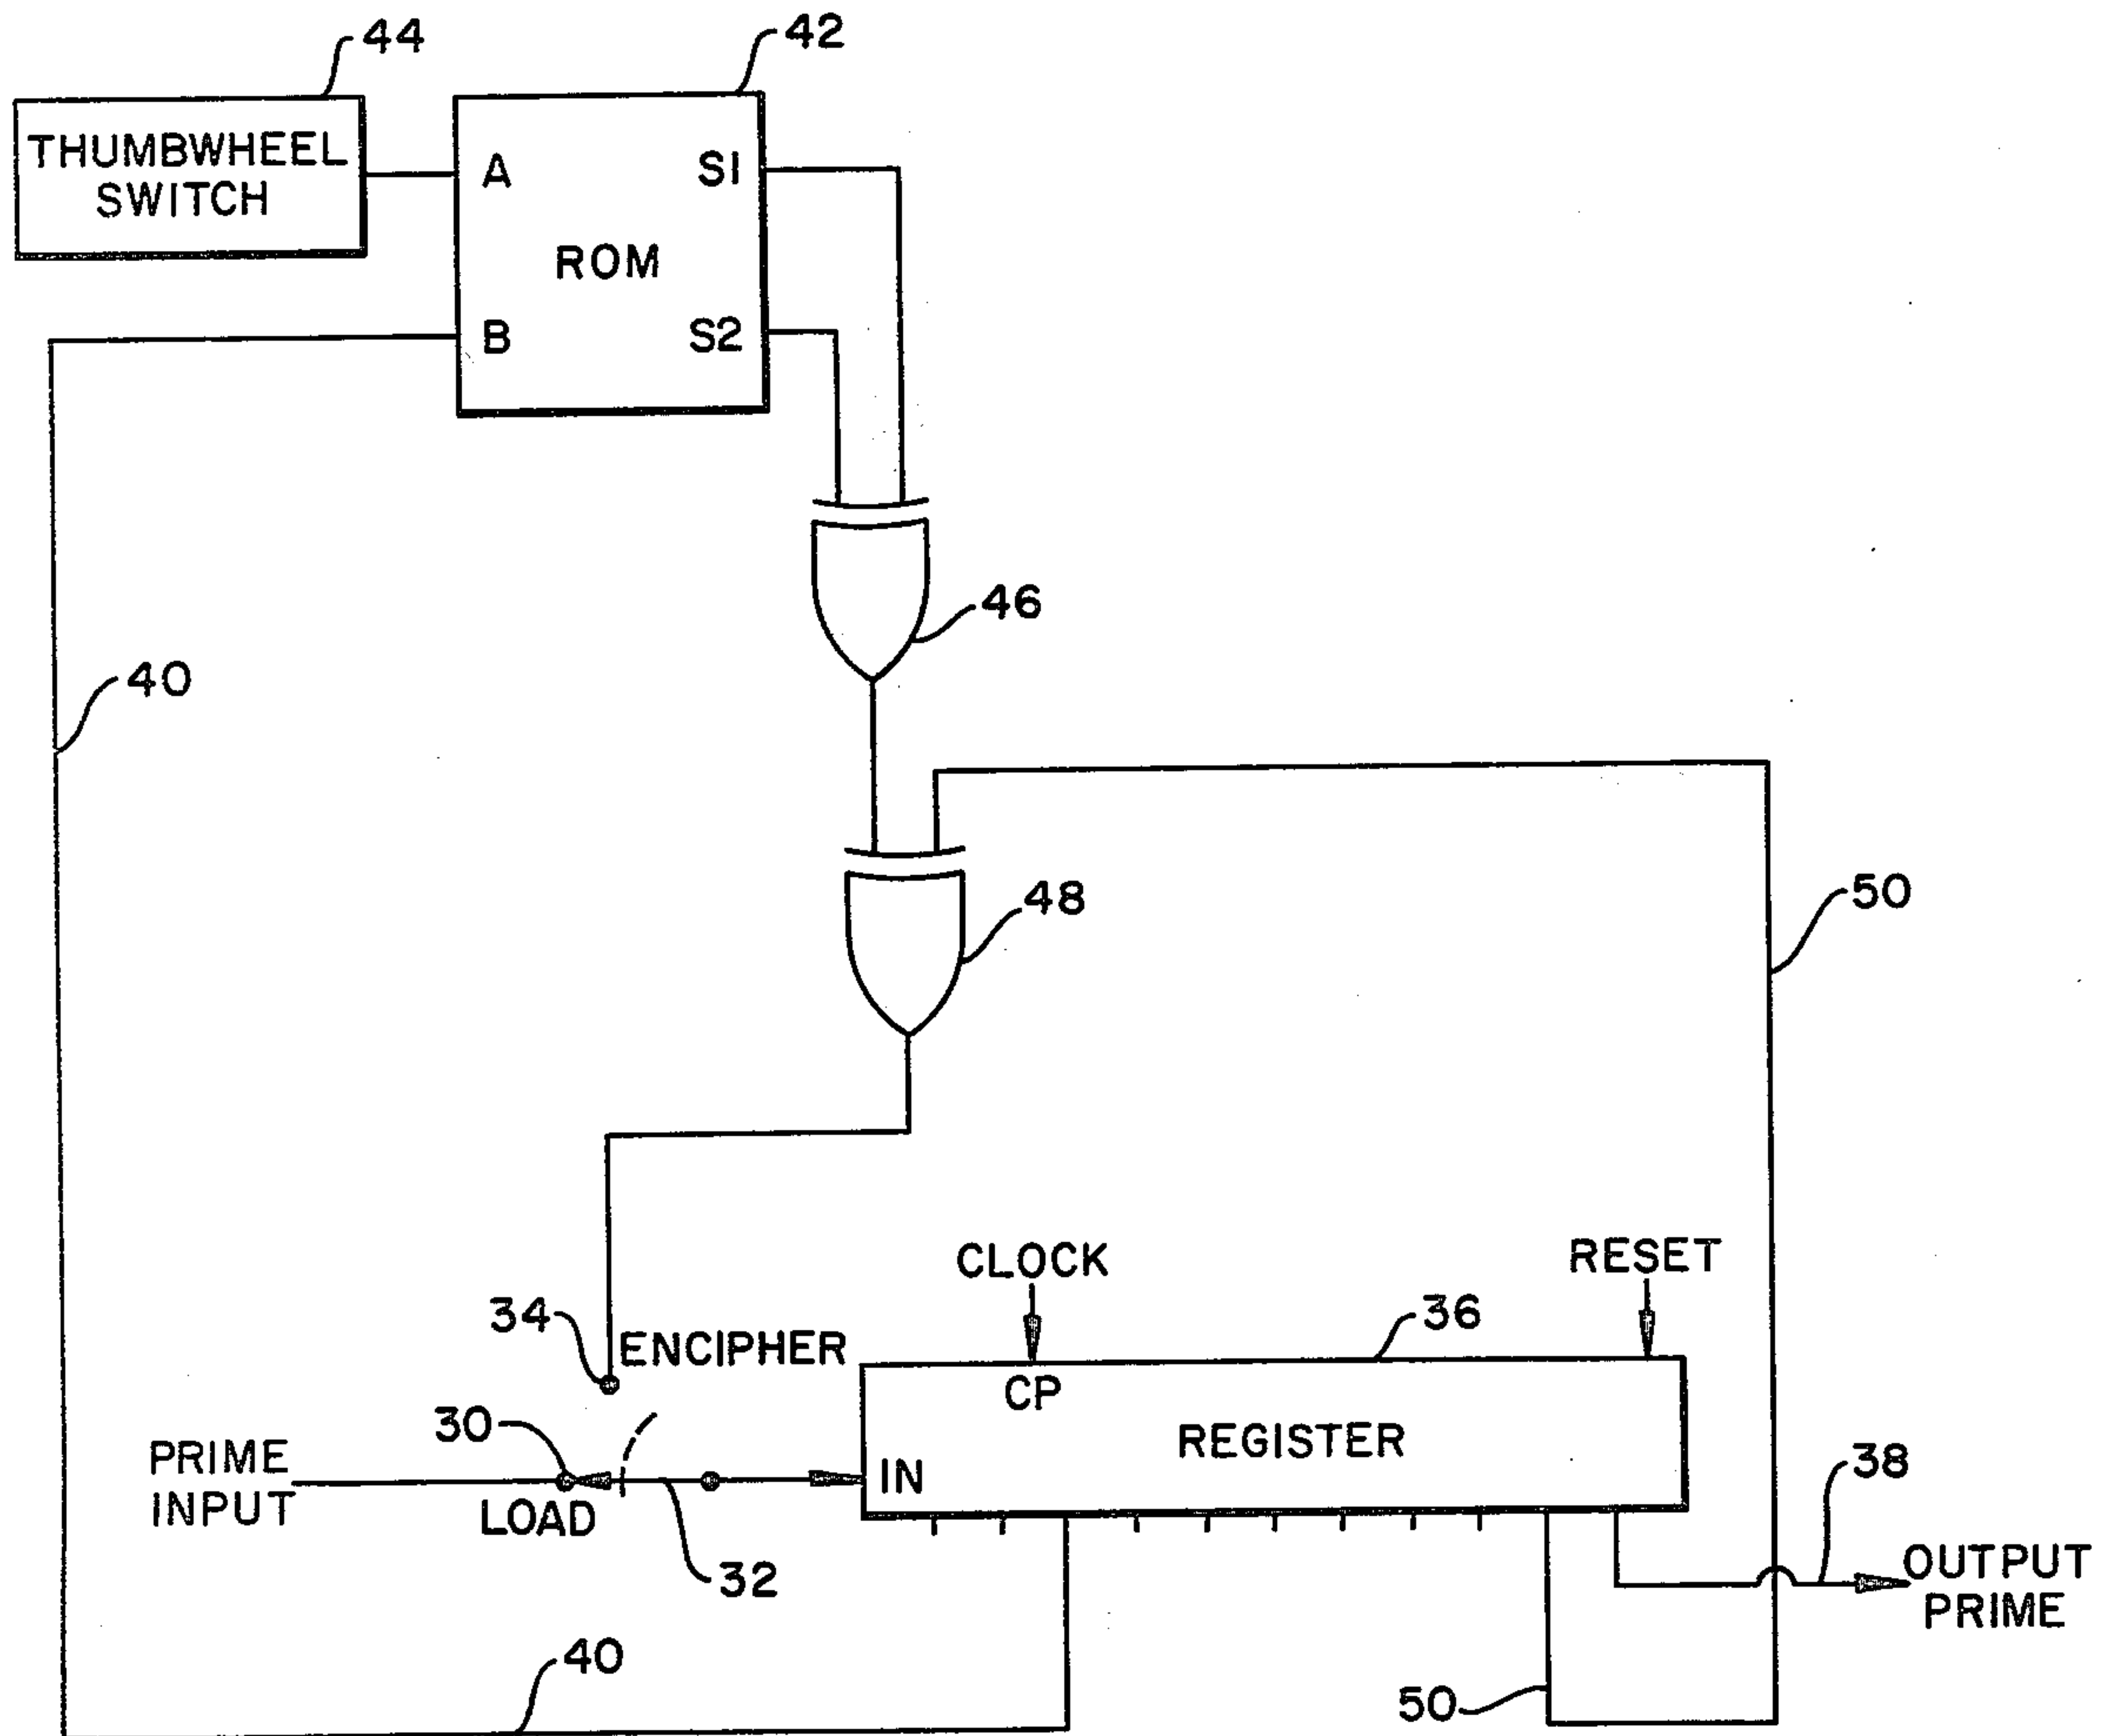 44
42
THUMBWHEEL
SWITCH
A
S1
ROM
B
S2
46
40
48
50
CLOCK
RESET
34
ENCIPHER
36
CP
30
REGISTER
38
PRIME
INPUT
IN
LOAD
32
OUTPUT
PRIME
40
50